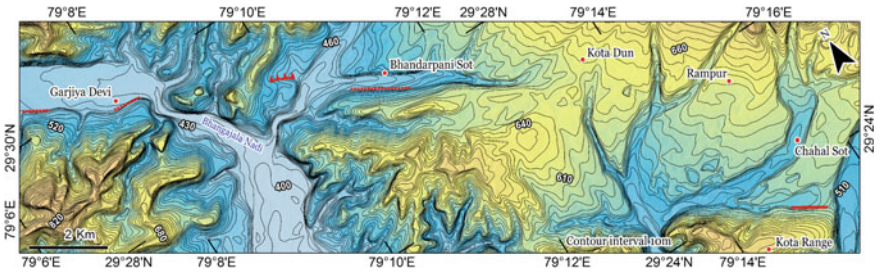 79°8'E 79°10'E 79°12'E 79°28'N 79°14'E 79°16'E
460
660
Bhandarpani Sot
Kota Dun
Rampur
Garjiya Devi
520
430
Bhangajala Nadi
640
29°30'N
29°24'N
Chahal Sot
400
610
510
820
680
79°6'E
2 Km
Contour interval 10m
Kota Range
79°6'E 29°28'N 79°8'E 79°10'E 79°12'E 29°24'N 79°14'E